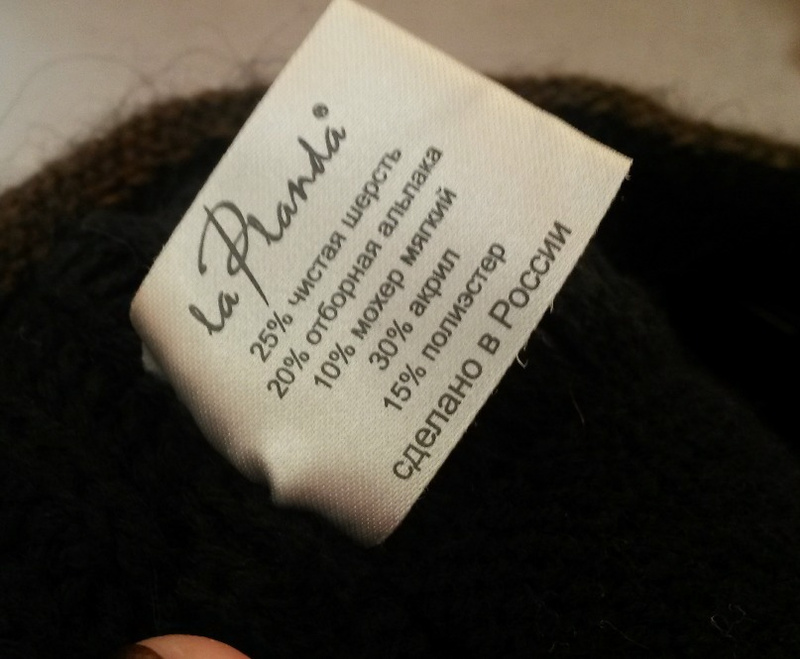 la Planda®
25% чистая шерсть
20% отборная альпака
10% мохер мягкий
30% акрил
15% полиэстер
сделано в России